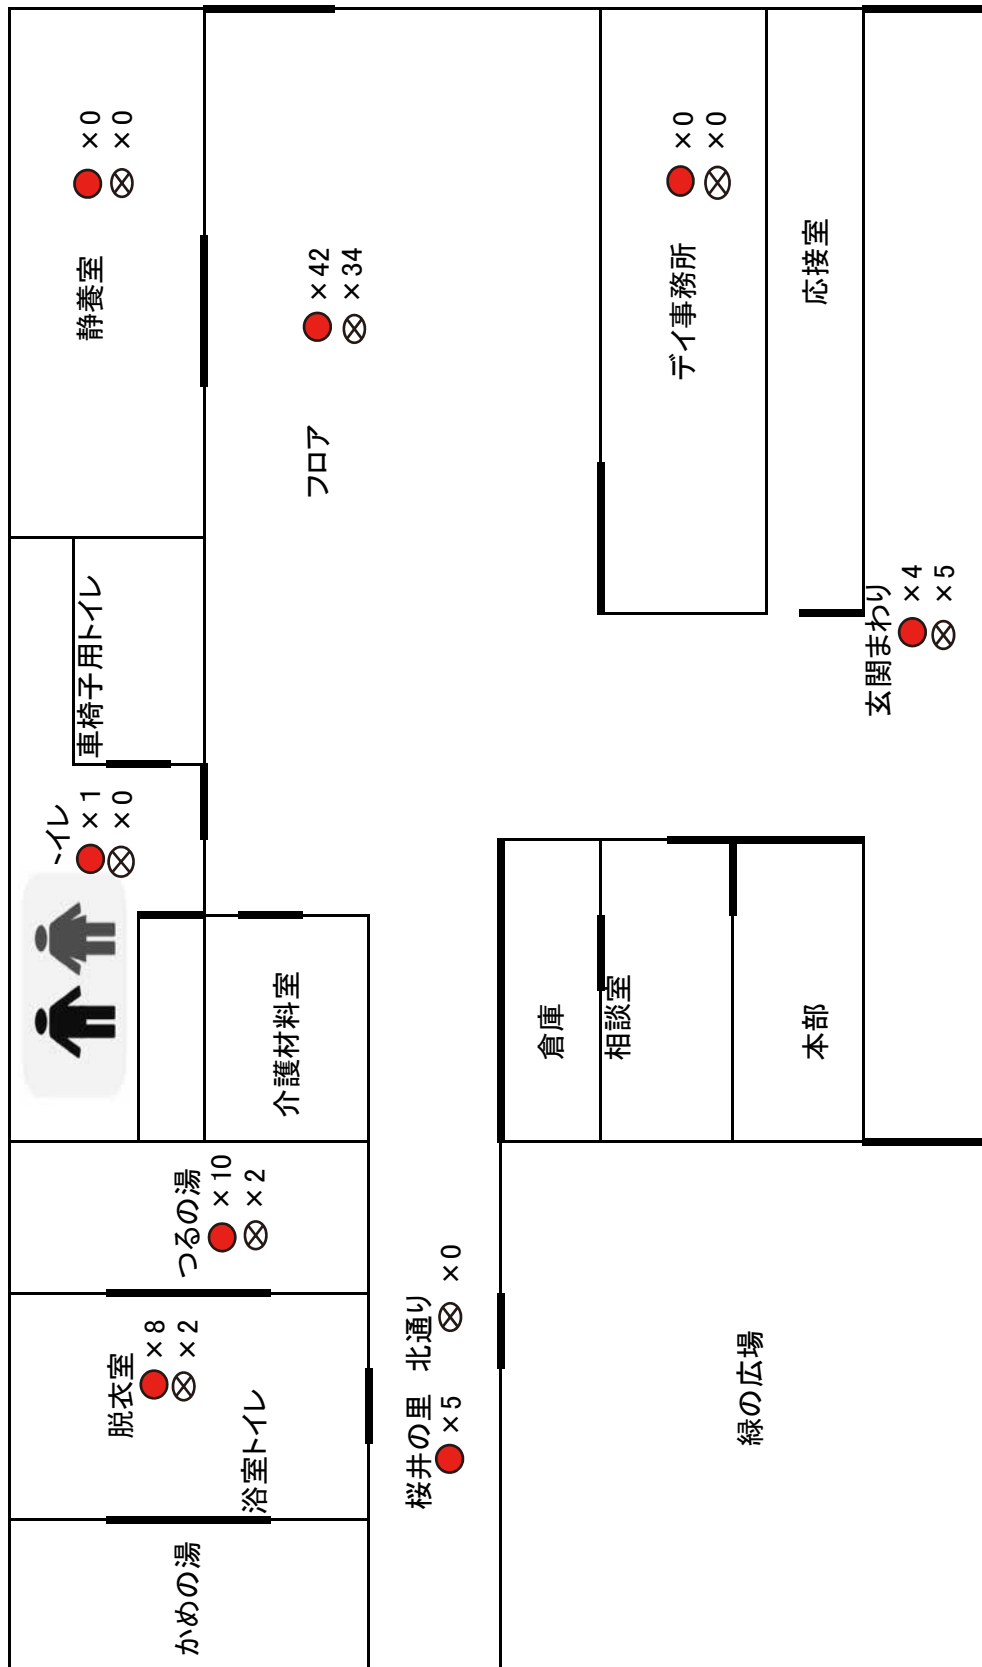 静養室
×0
×0
フロア
×42
×34
デイ事務所
×0
×0
応接室
車椅子用トイレ
イレ
×1
×0
玄関まわり
×4
×5
介護材料室
倉庫
相談室
本部
つるの湯
×10
×2
脱衣室
×8
×2
浴室トイレ
かめの湯
桜井の里 北通り
×5 ×0
緑の広場